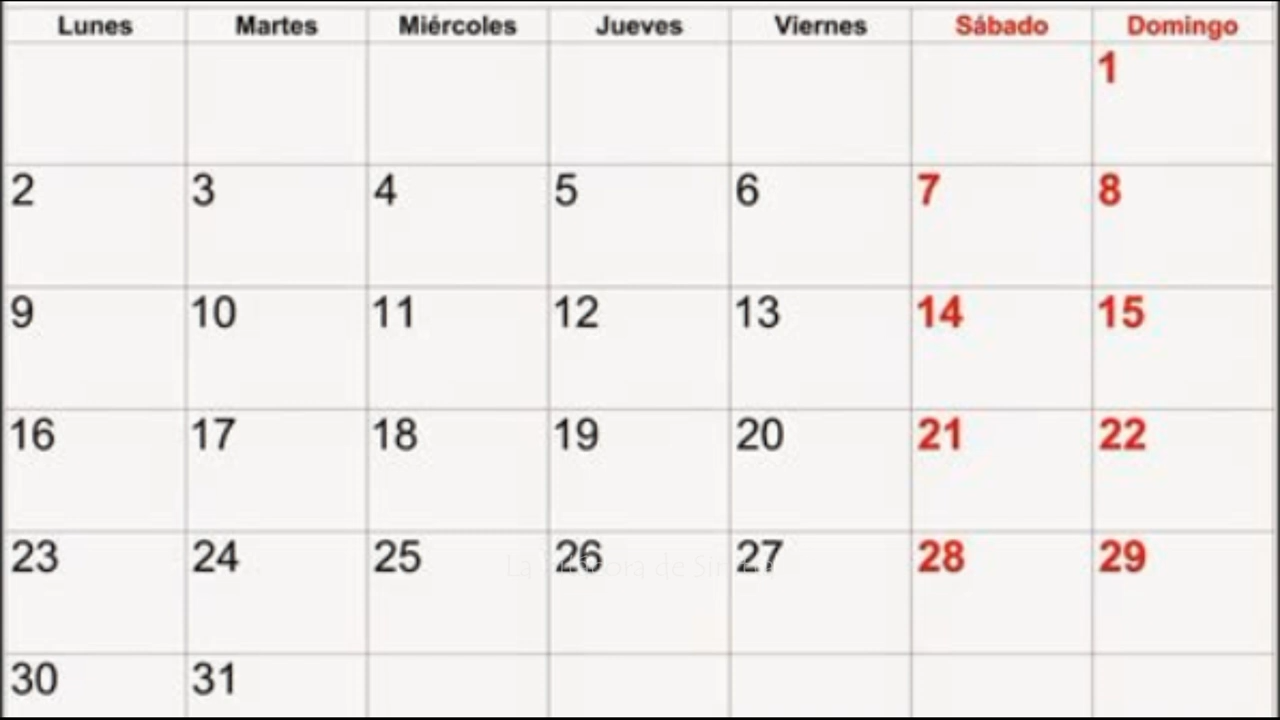 Lunes Martes Miércoles Jueves Viernes Sábado Domingo
1
2 3 4 5 6 7 8
9 10 11 12 13 14 15
16 17 18 19 20 21 22
23 24 25 26 27 28 29
30 31